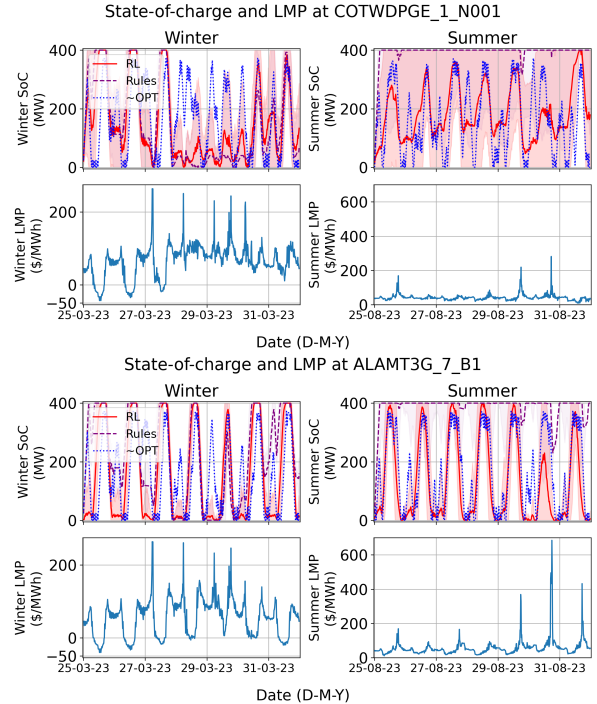 State-of-charge and LMP at COTWDPGE_1_N001
Winter
Summer
Winter SoC
(MW)
400
200
0
RL
Rules
~OPT
Summer SoC
(MW)
400
200
0
Winter LMP
($/MWh)
200
0
−50
25-03-23
27-03-23
29-03-23
31-03-23
Summer LMP
($/MWh)
600
400
200
0
25-08-23
27-08-23
29-08-23
31-08-23
Date (D-M-Y)
State-of-charge and LMP at ALAMT3G_7_B1
Winter
Summer
Winter SoC
(MW)
400
200
0
RL
Rules
~OPT
Summer SoC
(MW)
400
200
0
Winter LMP
($/MWh)
200
0
−50
25-03-23
27-03-23
29-03-23
31-03-23
Summer LMP
($/MWh)
600
400
200
0
25-08-23
27-08-23
29-08-23
31-08-23
Date (D-M-Y)